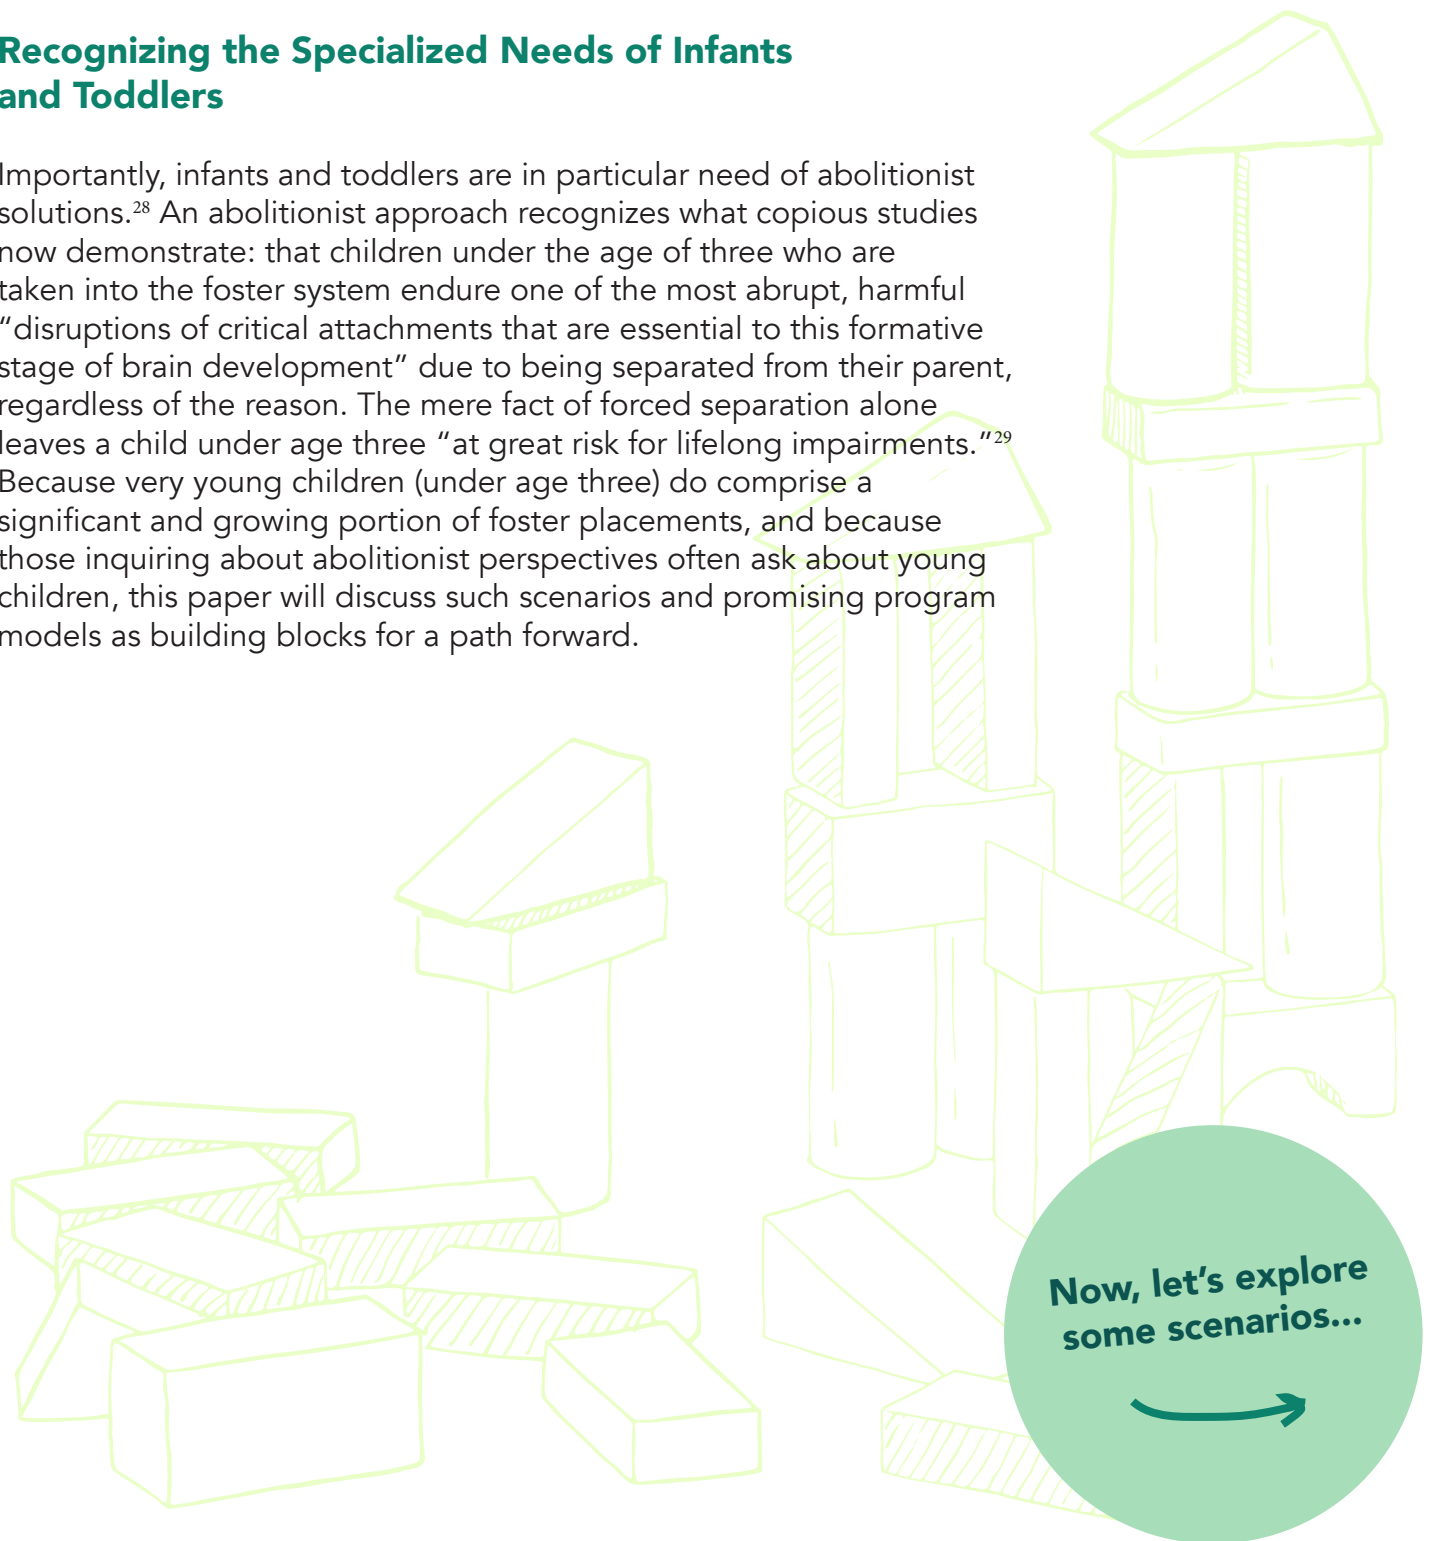 Recognizing the Specialized Needs of Infants
and Toddlers
Importantly, infants and toddlers are in particular need of abolitionist
solutions.28 An abolitionist approach recognizes what copious studies
now demonstrate: that children under the age of three who are
taken into the foster system endure one of the most abrupt, harmful
“disruptions of critical attachments that are essential to this formative
stage of brain development” due to being separated from their parent,
regardless of the reason. The mere fact of forced separation alone
leaves a child under age three “at great risk for lifelong impairments.”29
Because very young children (under age three) do comprise a
significant and growing portion of foster placements, and because
those inquiring about abolitionist perspectives often ask about young
children, this paper will discuss such scenarios and promising program
models as building blocks for a path forward.
Now, let’s explore
some scenarios...